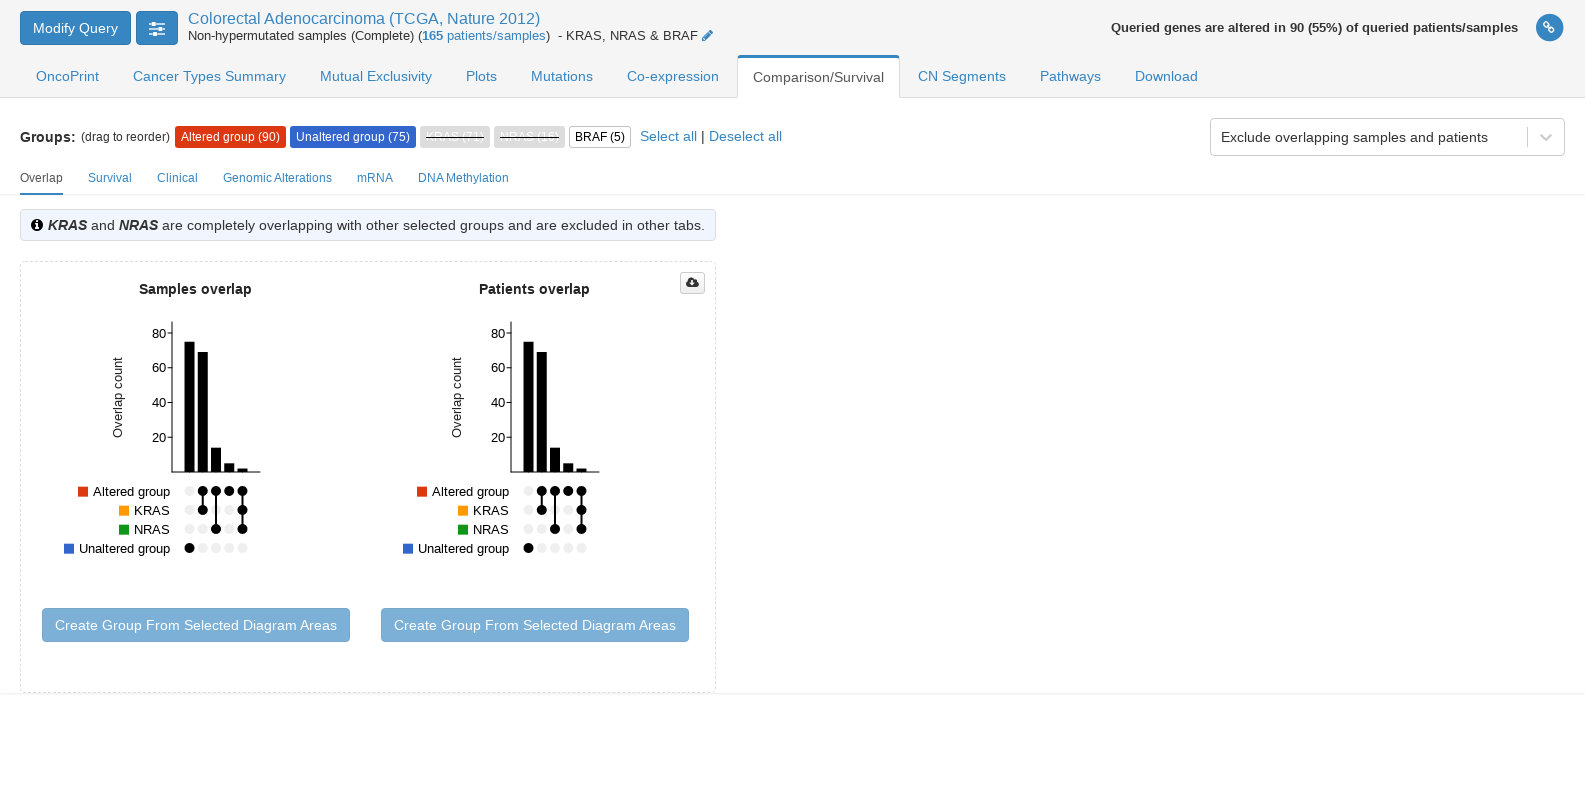 Modify Query
Colorectal Adenocarcinoma (TCGA, Nature 2012)
Non-hypermutated samples (Complete) (165 patients/samples) - KRAS, NRAS & BRAF
Queried genes are altered in 90 (55%) of queried patients/samples
OncoPrint Cancer Types Summary Mutual Exclusivity Plots Mutations Co-expression Comparison/Survival CN Segments Pathways Download
Groups: (drag to reorder) Altered group (90) Unaltered group (75) KRAS (71) NRAS (16) BRAF (5) Select all | Deselect all
Exclude overlapping samples and patients
Overlap Survival Clinical Genomic Alterations mRNA DNA Methylation
KRAS and NRAS are completely overlapping with other selected groups and are excluded in other tabs.
Samples overlap
80
60
40
20
Overlap count
Altered group
KRAS
NRAS
Unaltered group
Create Group From Selected Diagram Areas
Patients overlap
80
60
40
20
Overlap count
Altered group
KRAS
NRAS
Unaltered group
Create Group From Selected Diagram Areas